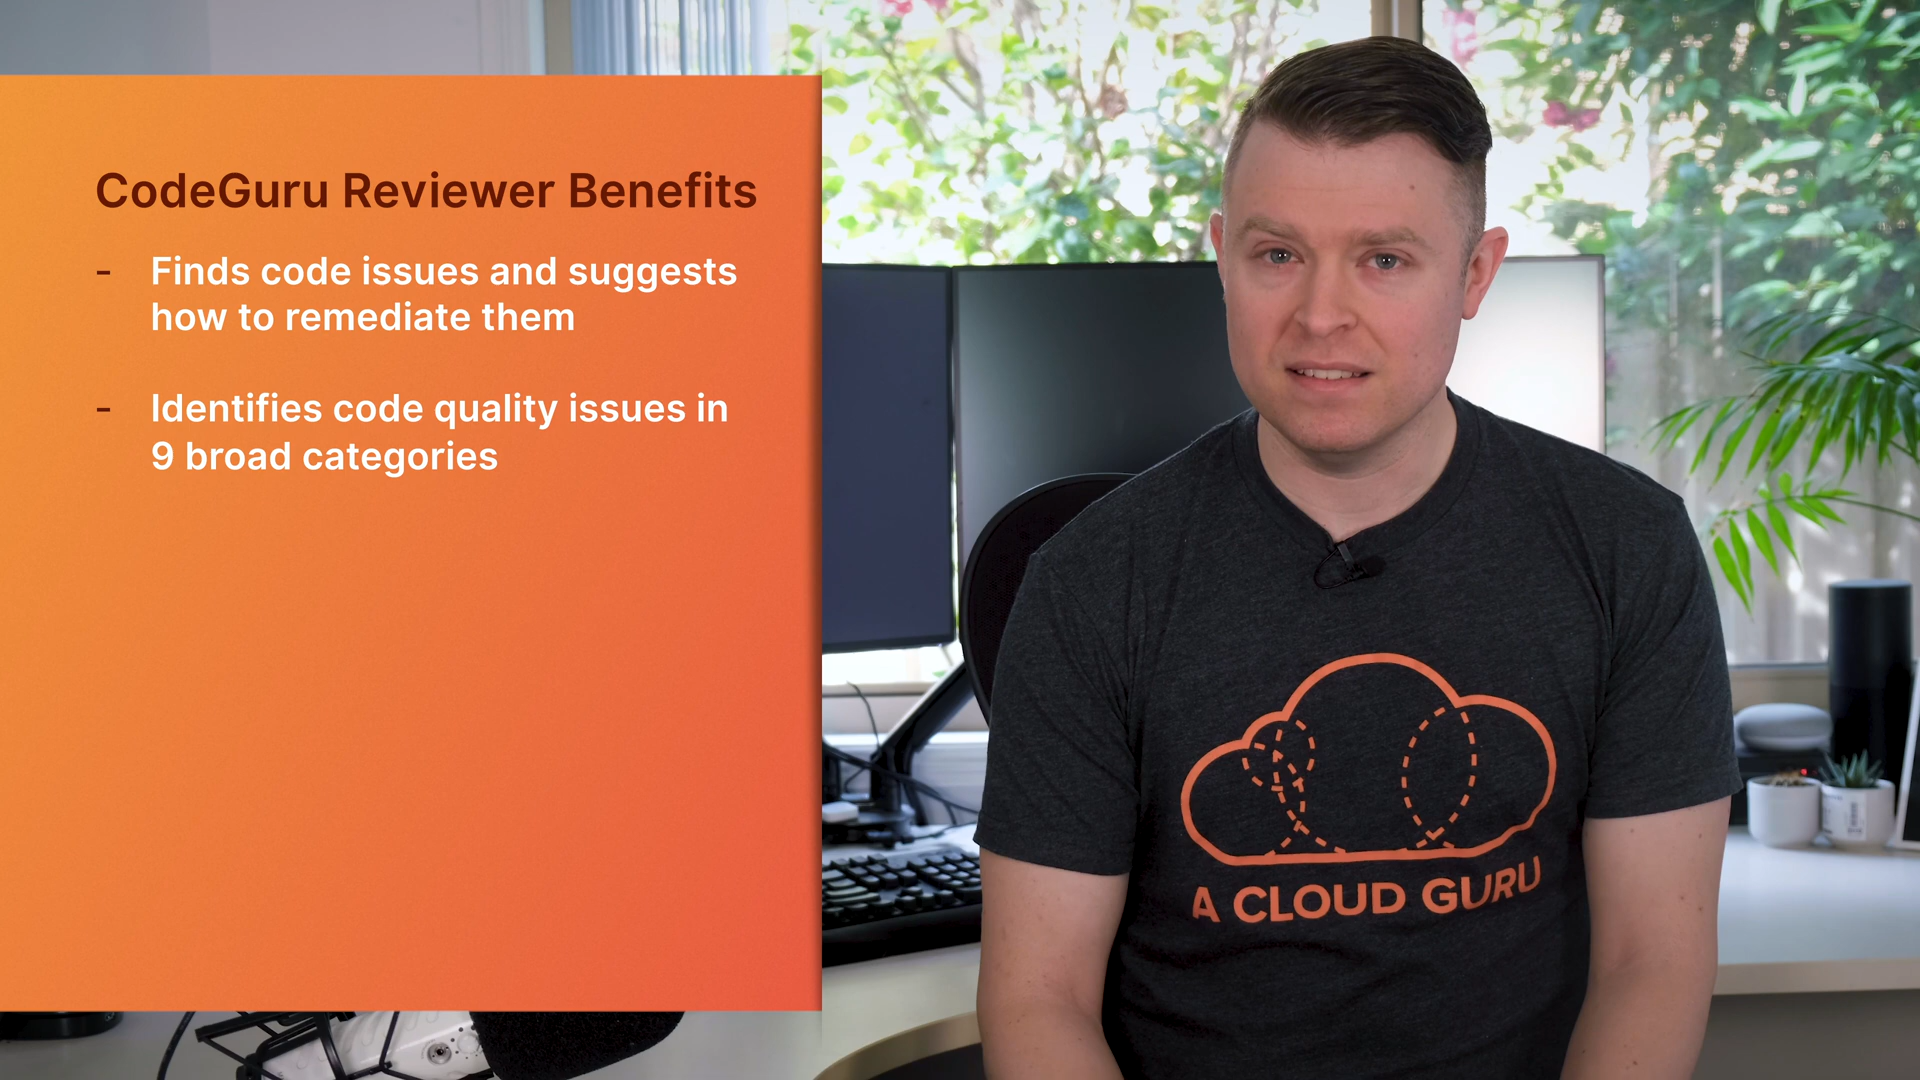 CodeGuru Reviewer Benefits
- Finds code issues and suggests
how to remediate them
- Identifies code quality issues in
9 broad categories
A CLOUD GURU